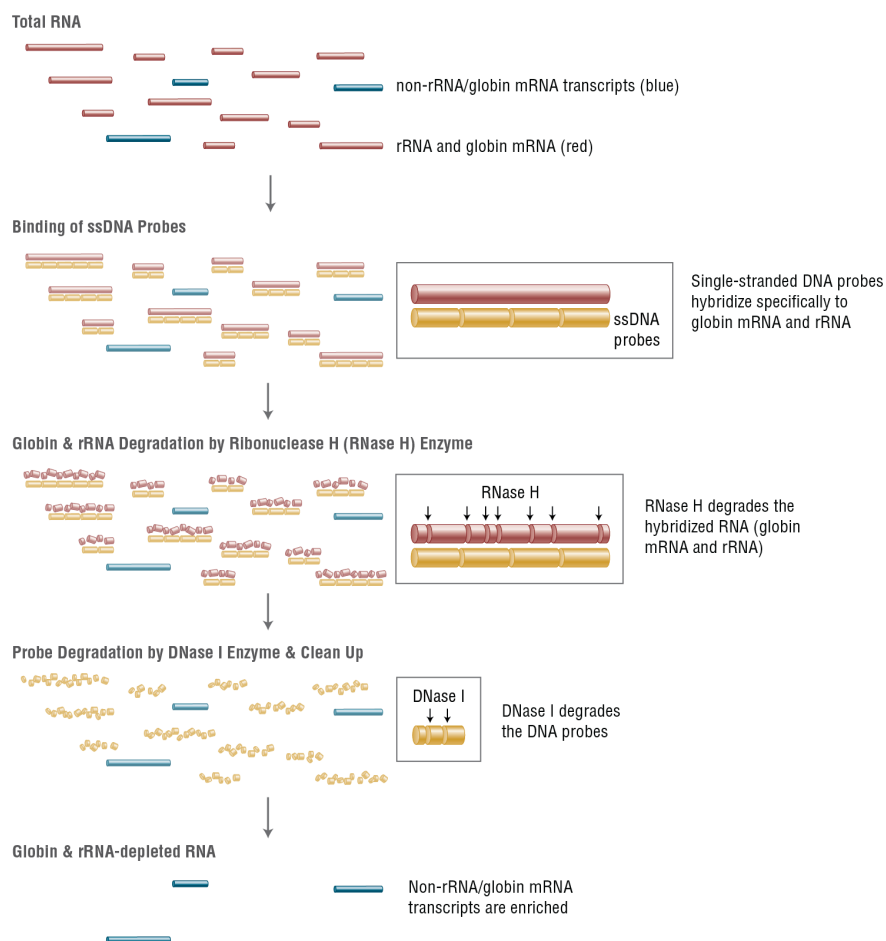 Total RNA
non-rRNA/globin mRNA transcripts (blue)
rRNA and globin mRNA (red)
Binding of ssDNA Probes
ssDNA
probes
Single-stranded DNA probes
hybridize specifically to
globin mRNA and rRNA
Globin & rRNA Degradation by Ribonuclease H (RNase H) Enzyme
RNase H
RNase H degrades the
hybridized RNA (globin
mRNA and rRNA)
Probe Degradation by DNase I Enzyme & Clean Up
DNase I
DNase I degrades
the DNA probes
Globin & rRNA-depleted RNA
Non-rRNA/globin mRNA
transcripts are enriched